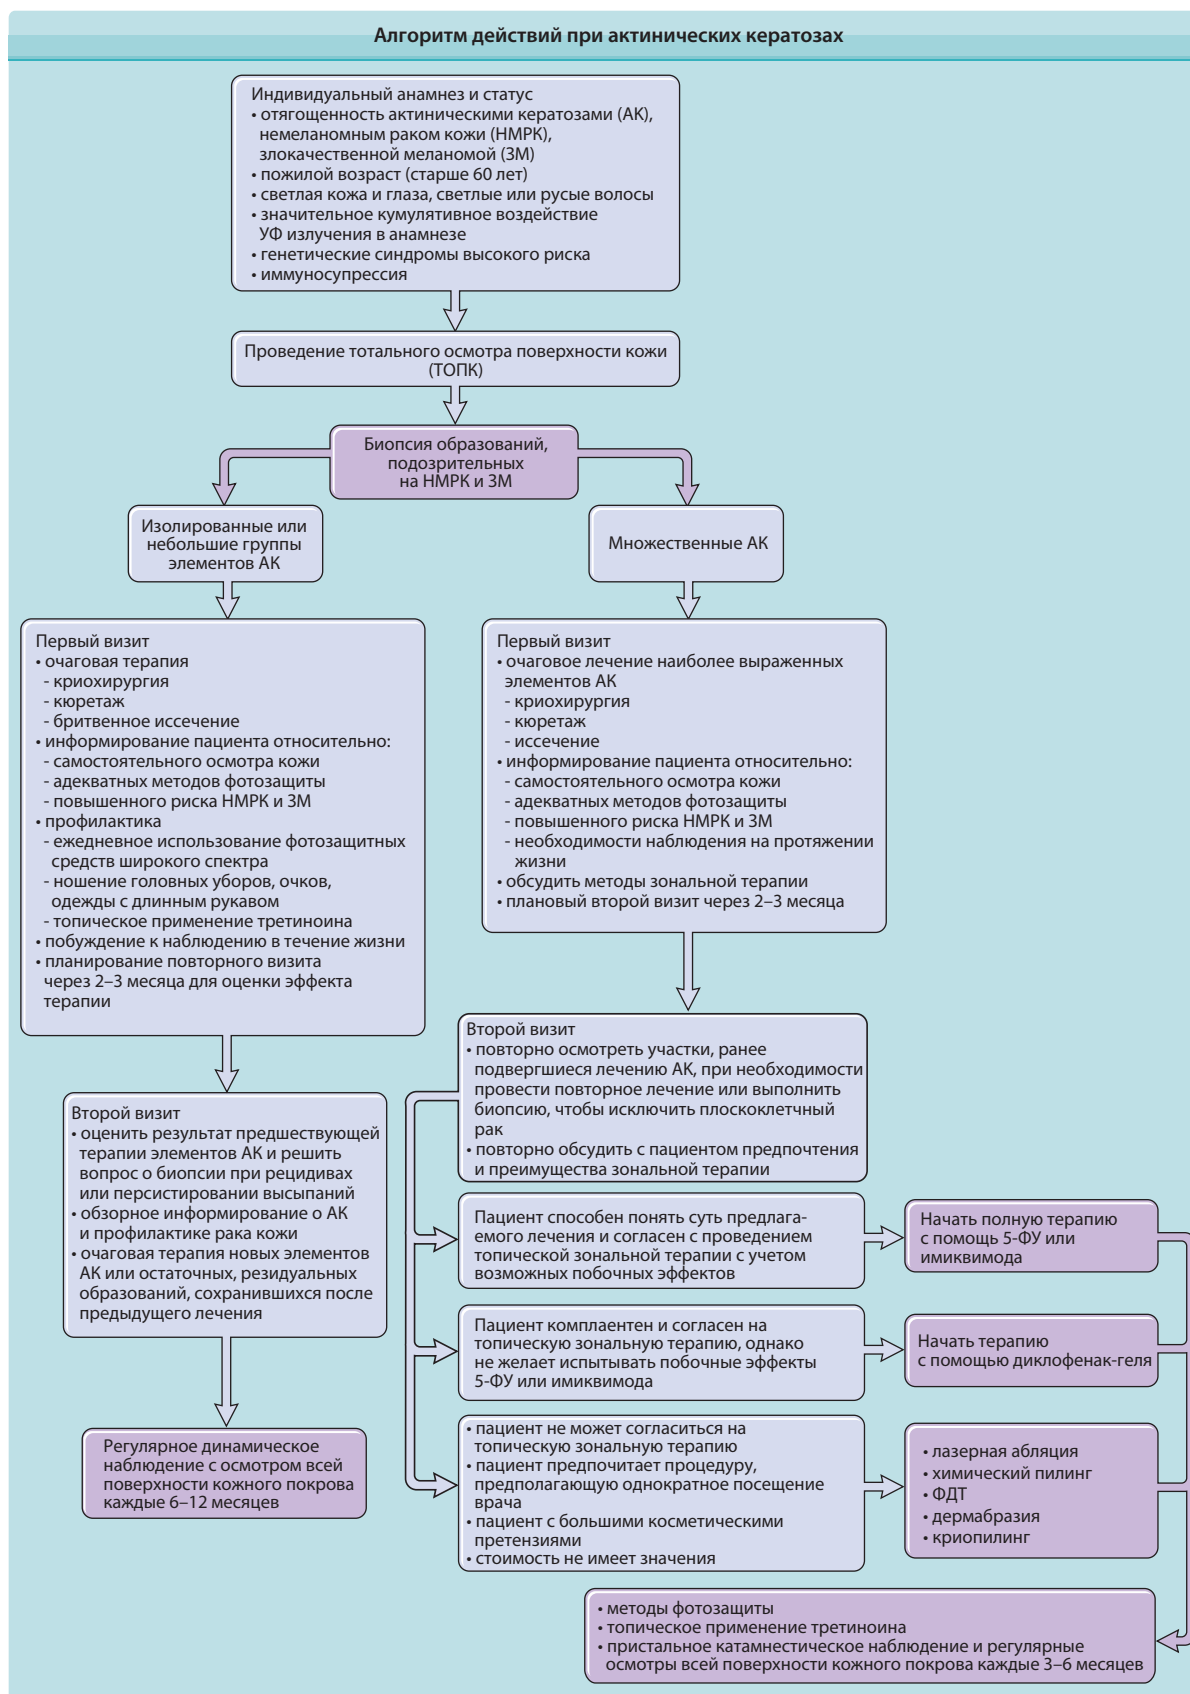 Алгоритм действий при актинических кератозах
Индивидуальный анамнез и статус
• отягощенность актиническими кератозами (АК),
немеланомным раком кожи (НМРК),
злокачественной меланомой (ЗМ)
• пожилой возраст (старше 60 лет)
• светлая кожа и глаза, светлые или русые волосы
• значительное кумулятивное воздействие
УФ излучения в анамнезе
• генетические синдромы высокого риска
• иммуносупрессия
Проведение тотального осмотра поверхности кожи
(ТОПК)
Биопсия образований,
подозрительных
на НМРК и ЗМ
Изолированные или
небольшие группы
элементов АК
Множественные АК
Первый визит
• очаговая терапия
- криохирургия
- кюретаж
- бритвенное иссечение
• информирование пациента относительно:
- самостоятельного осмотра кожи
- адекватных методов фотозащиты
- повышенного риска НМРК и ЗМ
• профилактика
- ежедневное использование фотозащитных
средств широкого спектра
- ношение головных уборов, очков,
одежды с длинным рукавом
- топическое применение третиноина
• побуждение к наблюдению в течение жизни
• планирование повторного визита
через 2–3 месяца для оценки эффекта
терапии
Первый визит
• очаговое лечение наиболее выраженных
элементов АК
- криохирургия
- кюретаж
- иссечение
• информирование пациента относительно:
- самостоятельного осмотра кожи
- адекватных методов фотозащиты
- повышенного риска НМРК и ЗМ
- необходимости наблюдения на протяжении
жизни
• обсудить методы зональной терапии
• плановый второй визит через 2–3 месяца
Второй визит
• оценить результат предшествующей
терапии элементов АК и решить
вопрос о биопсии при рецидивах
или персистировании высыпаний
• обзорное информирование о АК
и профилактике рака кожи
• очаговая терапия новых элементов
АК или остаточных, резидуальных
образований, сохранившихся после
предыдущего лечения
Регулярное динамическое
наблюдение с осмотром всей
поверхности кожного покрова
каждые 6–12 месяцев
Второй визит
• повторно осмотреть участки, ранее
подвергшиеся лечению АК, при необходимости
провести повторное лечение или выполнить
биопсию, чтобы исключить плоскоклетчный
рак
• повторно обсудить с пациентом предпочтения
и преимущества зональной терапии
Пациент способен понять суть предлага-
емого лечения и согласен с проведением
топической зональной терапии с учетом
возможных побочных эффектов
Начать полную терапию
с помощь 5-ФУ или
имиквимода
Пациент комплаентен и согласен на
топическую зональную терапию, однако
не желает испытывать побочные эффекты
5-ФУ или имиквимода
Начать терапию
с помощью диклофенак-геля
• пациент не может согласиться на
топическую зональную терапию
• пациент предпочитает процедуру,
предполагающую однократное посещение
врача
• пациент с большими косметическими
претензиями
• стоимость не имеет значения
• лазерная абляция
• химический пилинг
• ФДТ
• дермабразия
• криопилинг
• методы фотозащиты
• топическое применение третиноина
• пристальное катамнестическое наблюдение и регулярные
осмотры всей поверхности кожного покрова каждые 3–6 месяцев